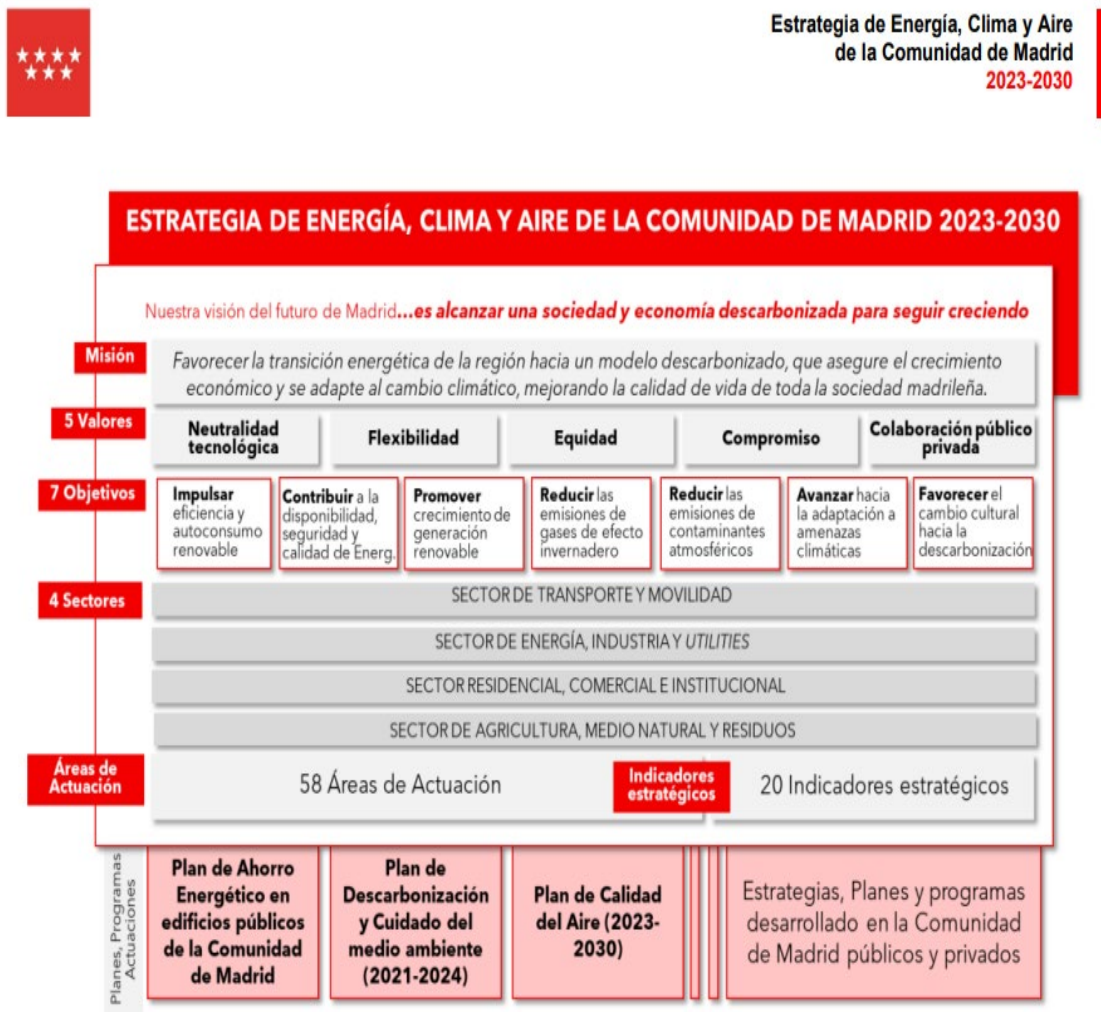 Estrategia de Energía, Clima y Aire
de la Comunidad de Madrid
2023-2030
ESTRATEGIA DE ENERGÍA, CLIMA Y AIRE DE LA COMUNIDAD DE MADRID 2023-2030
Nuestra visión del futuro de Madrid...es alcanzar una sociedad y economía descarbonizada para seguir creciendo
Misión
Favorecer la transición energética de la región hacia un modelo descarbonizado, que asegure el crecimiento
económico y se adapte al cambio climático, mejorando la calidad de vida de toda la sociedad madrileña.
5 Valores
Neutralidad
tecnológica
Flexibilidad
Equidad
Compromiso
Colaboración público
privada
7 Objetivos
Impulsar
eficiencia y
autoconsumo
renovable
Contribuir a la
disponibilidad,
seguridad y
calidad de Energ.
Promover
crecimiento de
generación
renovable
Reducir las
emisiones de
gases de efecto
invernadero
Reducir las
emisiones de
contaminantes
atmosféricos
Avanzar hacia
la adaptación a
amenazas
climáticas
Favorecer el
cambio cultural
hacia la
descarbonización
4 Sectores
SECTOR DE TRANSPORTE Y MOVILIDAD
SECTOR DE ENERGÍA, INDUSTRIA Y UTILITIES
SECTOR RESIDENCIAL, COMERCIAL E INSTITUCIONAL
SECTOR DE AGRICULTURA, MEDIO NATURAL Y RESIDUOS
Áreas de
Actuación
58 Áreas de Actuación
Indicadores
estratégicos
20 Indicadores estratégicos
Planes, Programas
Actuaciones
Plan de Ahorro
Energético en
edificios públicos
de la Comunidad
de Madrid
Plan de
Descarbonización
y Cuidado del
medio ambiente
(2021-2024)
Plan de Calidad
del Aire (2023-
2030)
Estrategias, Planes y programas
desarrollado en la Comunidad
de Madrid públicos y privados